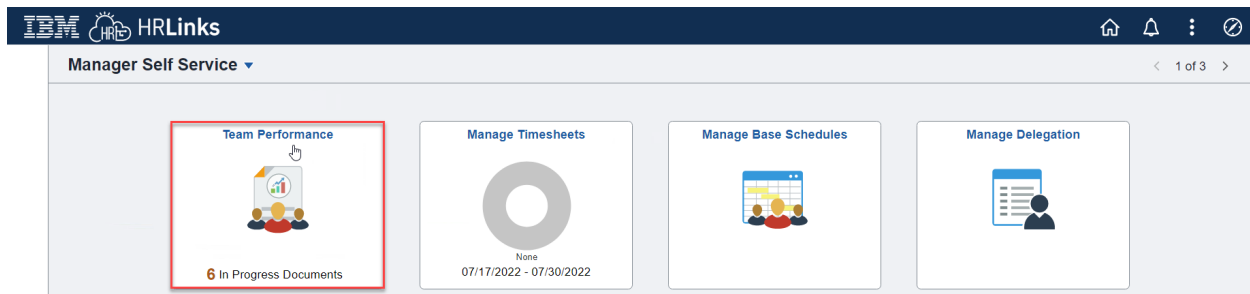 IBM HR HRLinks
Manager Self Service
1 of 3
Team Performance
6 In Progress Documents
Manage Timesheets
None
07/17/2022 - 07/30/2022
Manage Base Schedules
Manage Delegation